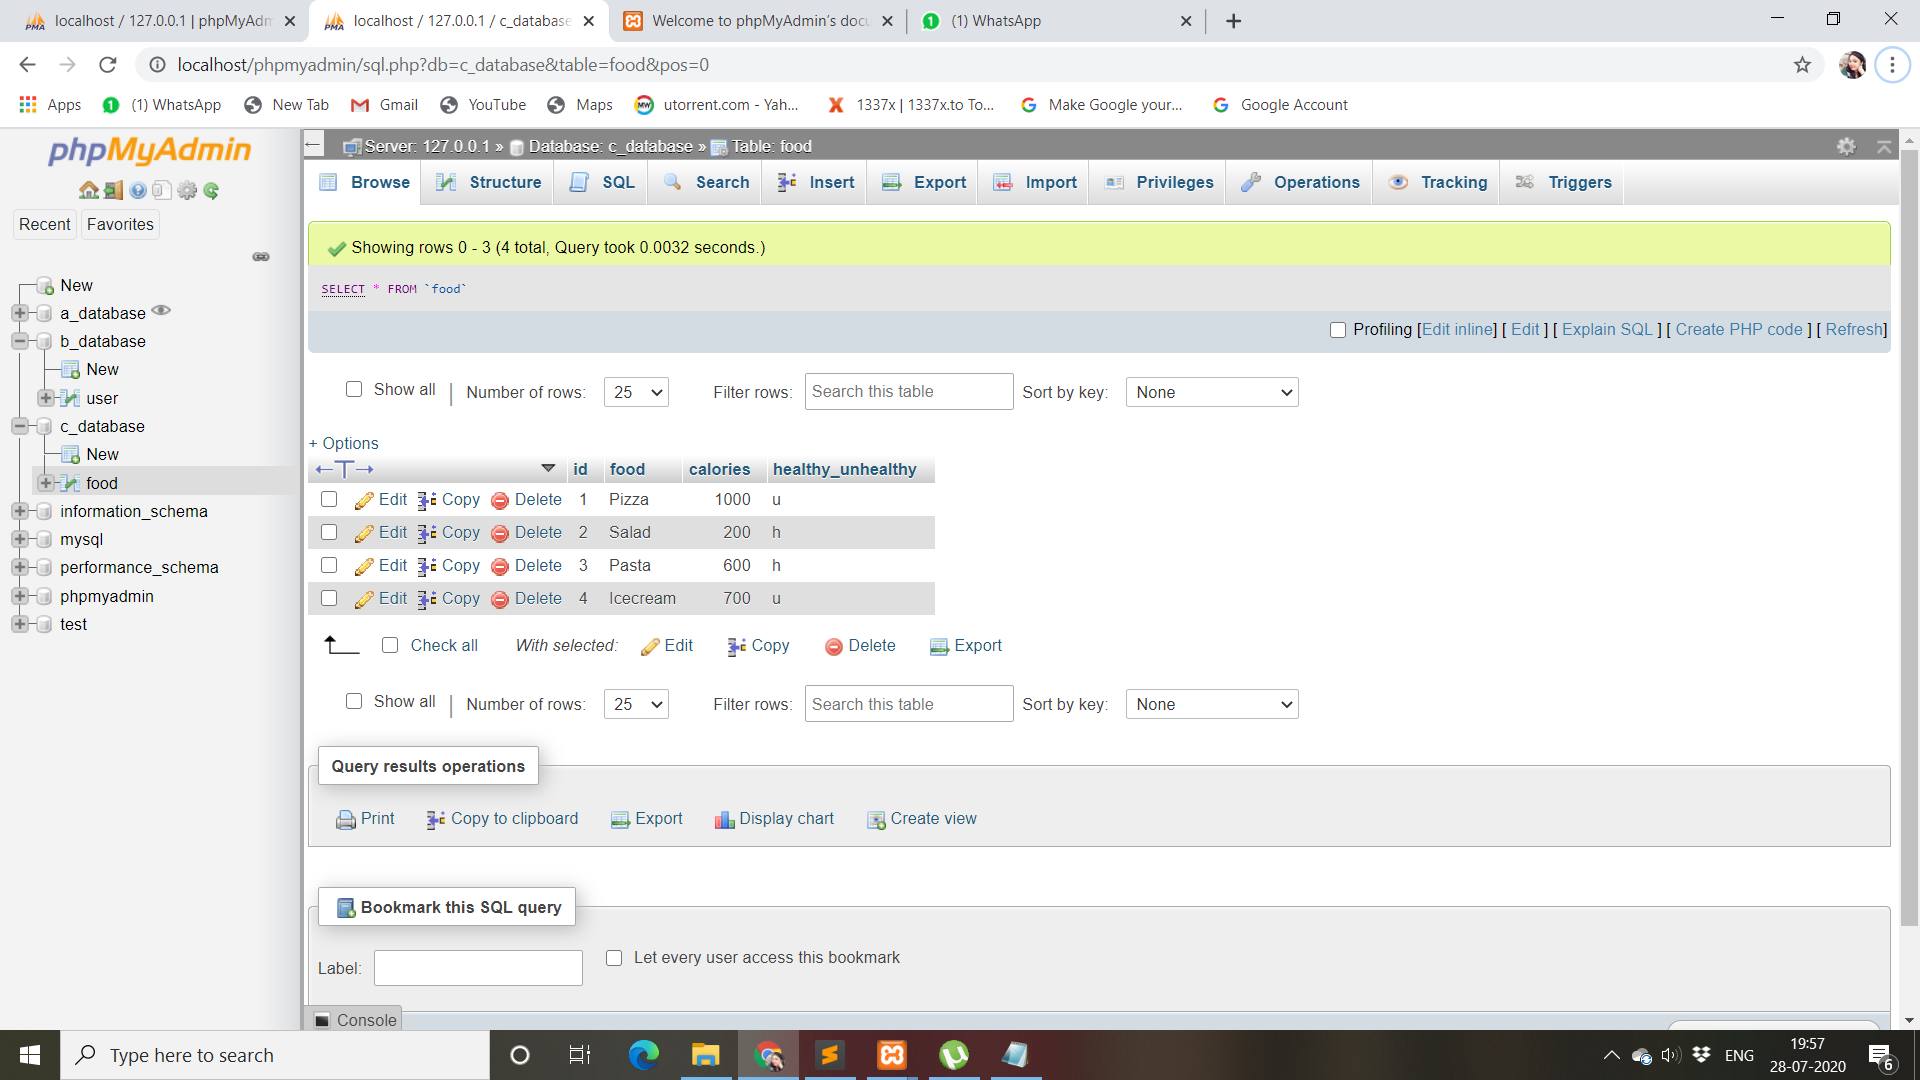 localhost / 127.0.0.1 | phpMyAdm
localhost / 127.0.0.1 / c_database
Welcome to phpMyAdmin's docu
(1) WhatsApp
localhost/phpmyadmin/sql.php?db=c_database&table=food&pos=0
Apps (1) WhatsApp New Tab Gmail YouTube Maps utorrent.com - Yah... 1337x | 1337x.to To... Make Google your... Google Account
phpMyAdmin
Recent Favorites
New
a_database
b_database
New
user
c_database
New
food
information_schema
mysql
performance_schema
phpmyadmin
test
Server: 127.0.0.1 » Database: c_database » Table: food
Browse Structure SQL Search Insert Export Import Privileges Operations Tracking Triggers
Showing rows 0 - 3 (4 total, Query took 0.0032 seconds.)
SELECT * FROM `food`
Profiling [Edit inline] [ Edit ] [ Explain SQL ] [ Create PHP code ] [ Refresh]
Show all | Number of rows: 25 Filter rows: Search this table Sort by key: None
+ Options
←T→ id food calories healthy_unhealthy
Edit Copy Delete 1 Pizza 1000 u
Edit Copy Delete 2 Salad 200 h
Edit Copy Delete 3 Pasta 600 h
Edit Copy Delete 4 Icecream 700 u
Check all With selected: Edit Copy Delete Export
Show all | Number of rows: 25 Filter rows: Search this table Sort by key: None
Query results operations
Print Copy to clipboard Export Display chart Create view
Bookmark this SQL query
Label: Let every user access this bookmark
Console
Type here to search
ENG
19:57
28-07-2020
6